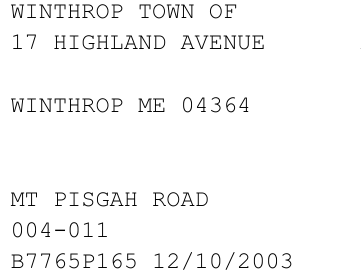 WINTHROP TOWN OF
17 HIGHLAND AVENUE
WINTHROP ME 04364
MT PISGAH ROAD
004-011
B7765P165 12/10/2003